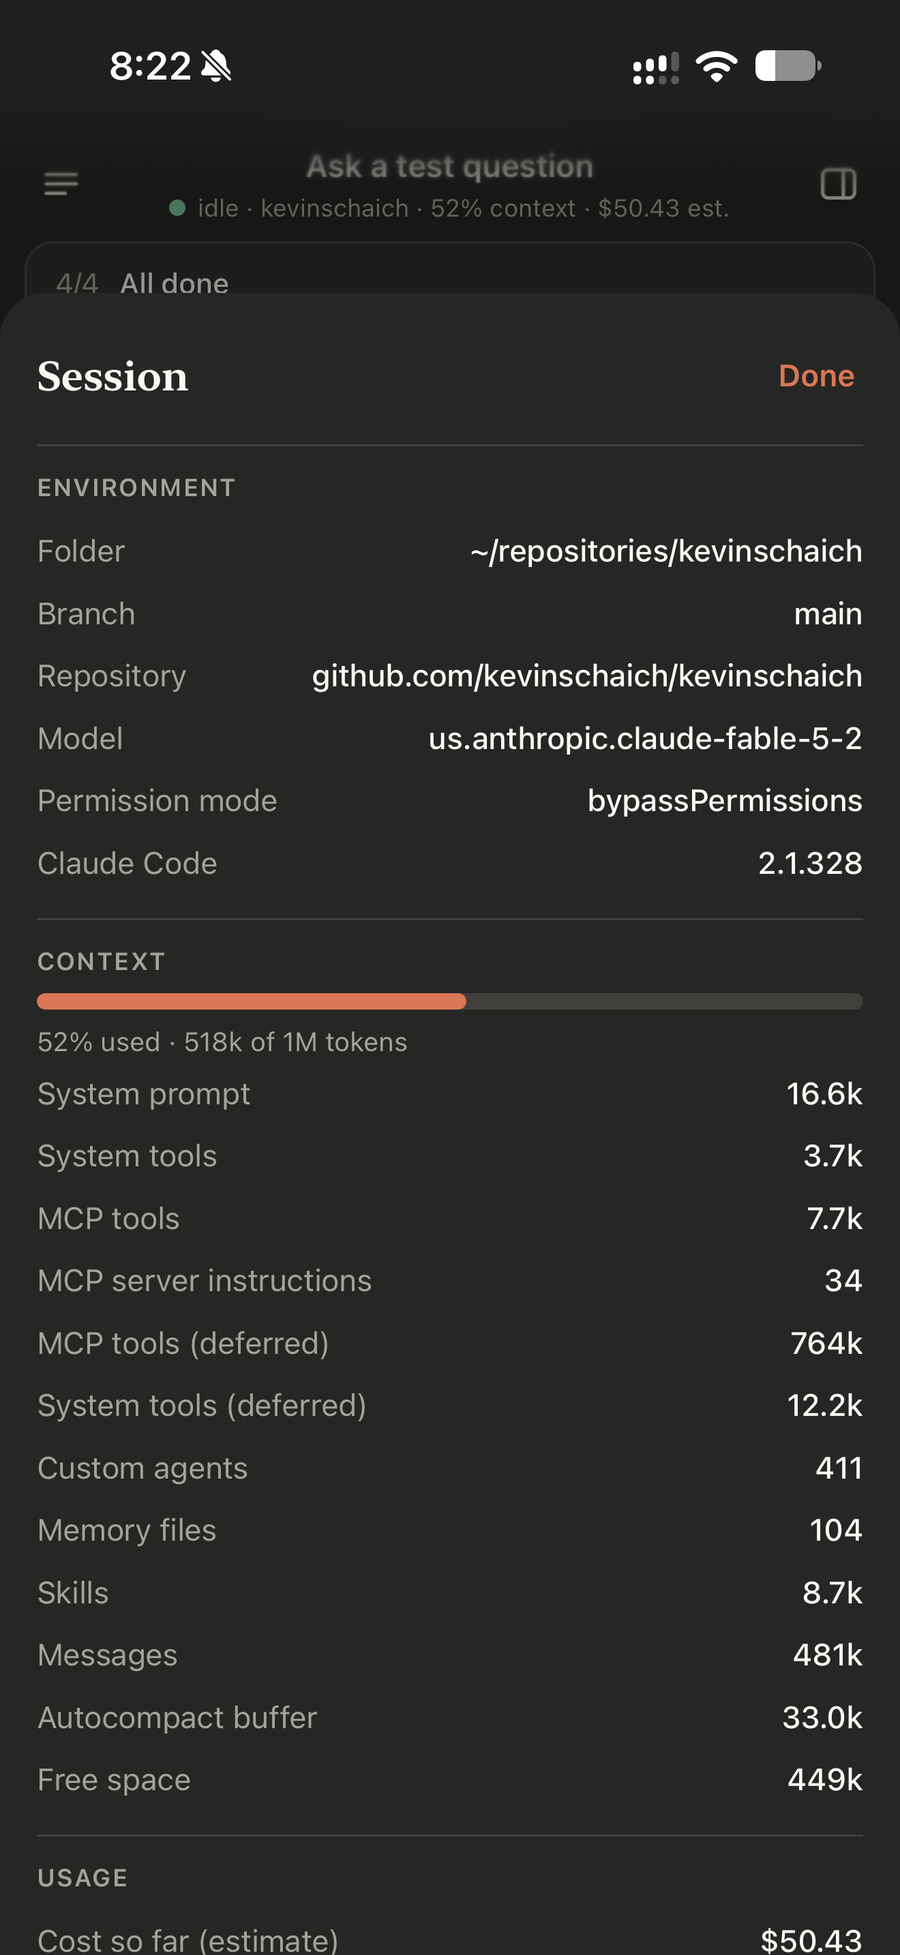 8:22
Ask a test question
idle · kevinschaich · 52% context · $50.43 est.
4/4 All done
Session
Done
ENVIRONMENT
Folder ~/repositories/kevinschaich
Branch main
Repository github.com/kevinschaich/kevinschaich
Model us.anthropic.claude-fable-5-2
Permission mode bypassPermissions
Claude Code 2.1.328
CONTEXT
52% used · 518k of 1M tokens
System prompt 16.6k
System tools 3.7k
MCP tools 7.7k
MCP server instructions 34
MCP tools (deferred) 764k
System tools (deferred) 12.2k
Custom agents 411
Memory files 104
Skills 8.7k
Messages 481k
Autocompact buffer 33.0k
Free space 449k
USAGE
Cost so far (estimate) $50.43